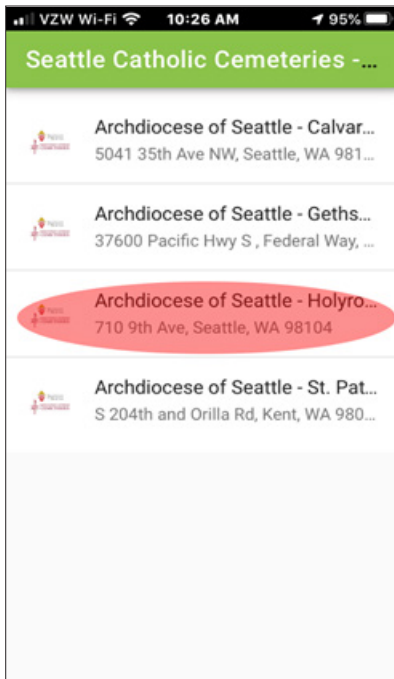 VZW Wi-Fi 10:26 AM 95%
Seattle Catholic Cemeteries -...
Archdiocese of Seattle - Calvar...
5041 35th Ave NW, Seattle, WA 981...
Archdiocese of Seattle - Geths...
37600 Pacific Hwy S , Federal Way, ...
Archdiocese of Seattle - Holyro...
710 9th Ave, Seattle, WA 98104
Archdiocese of Seattle - St. Pat...
S 204th and Orilla Rd, Kent, WA 980...